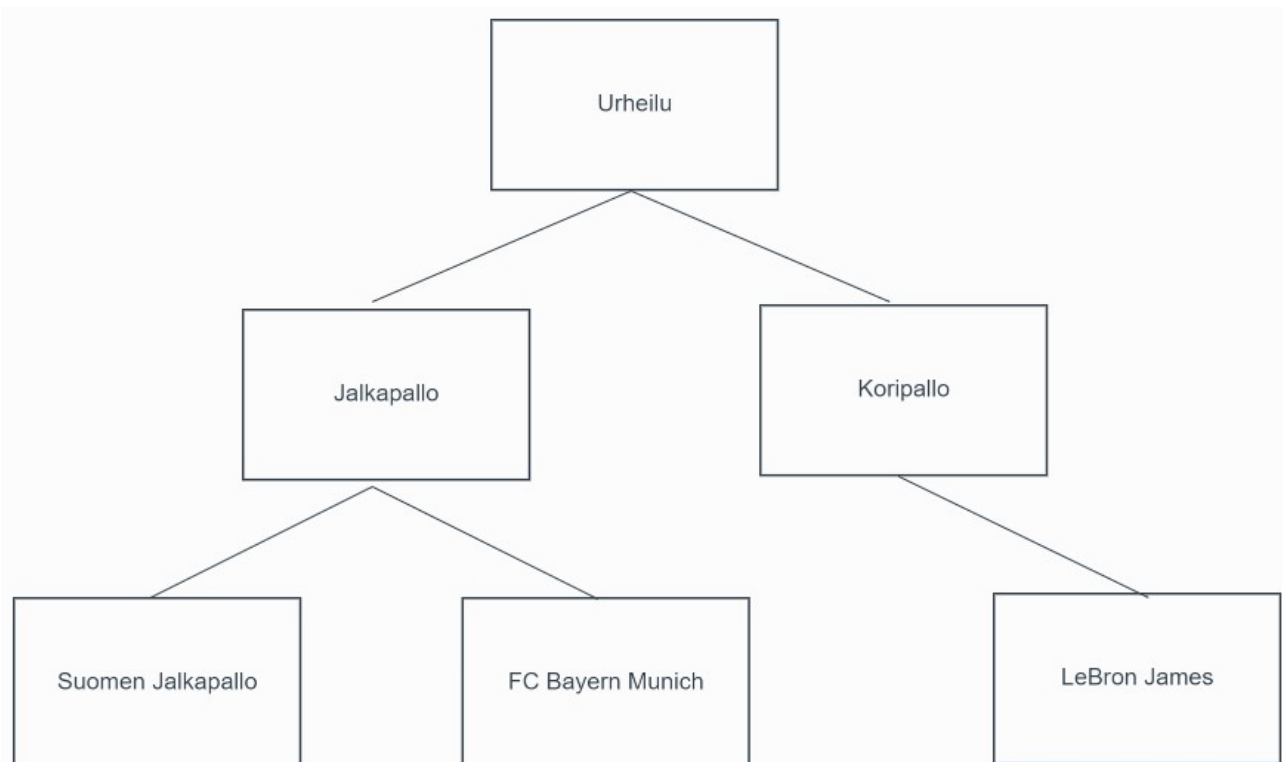 Urheilu
Jalkapallo
Koripallo
Suomen Jalkapallo
FC Bayern Munich
LeBron James